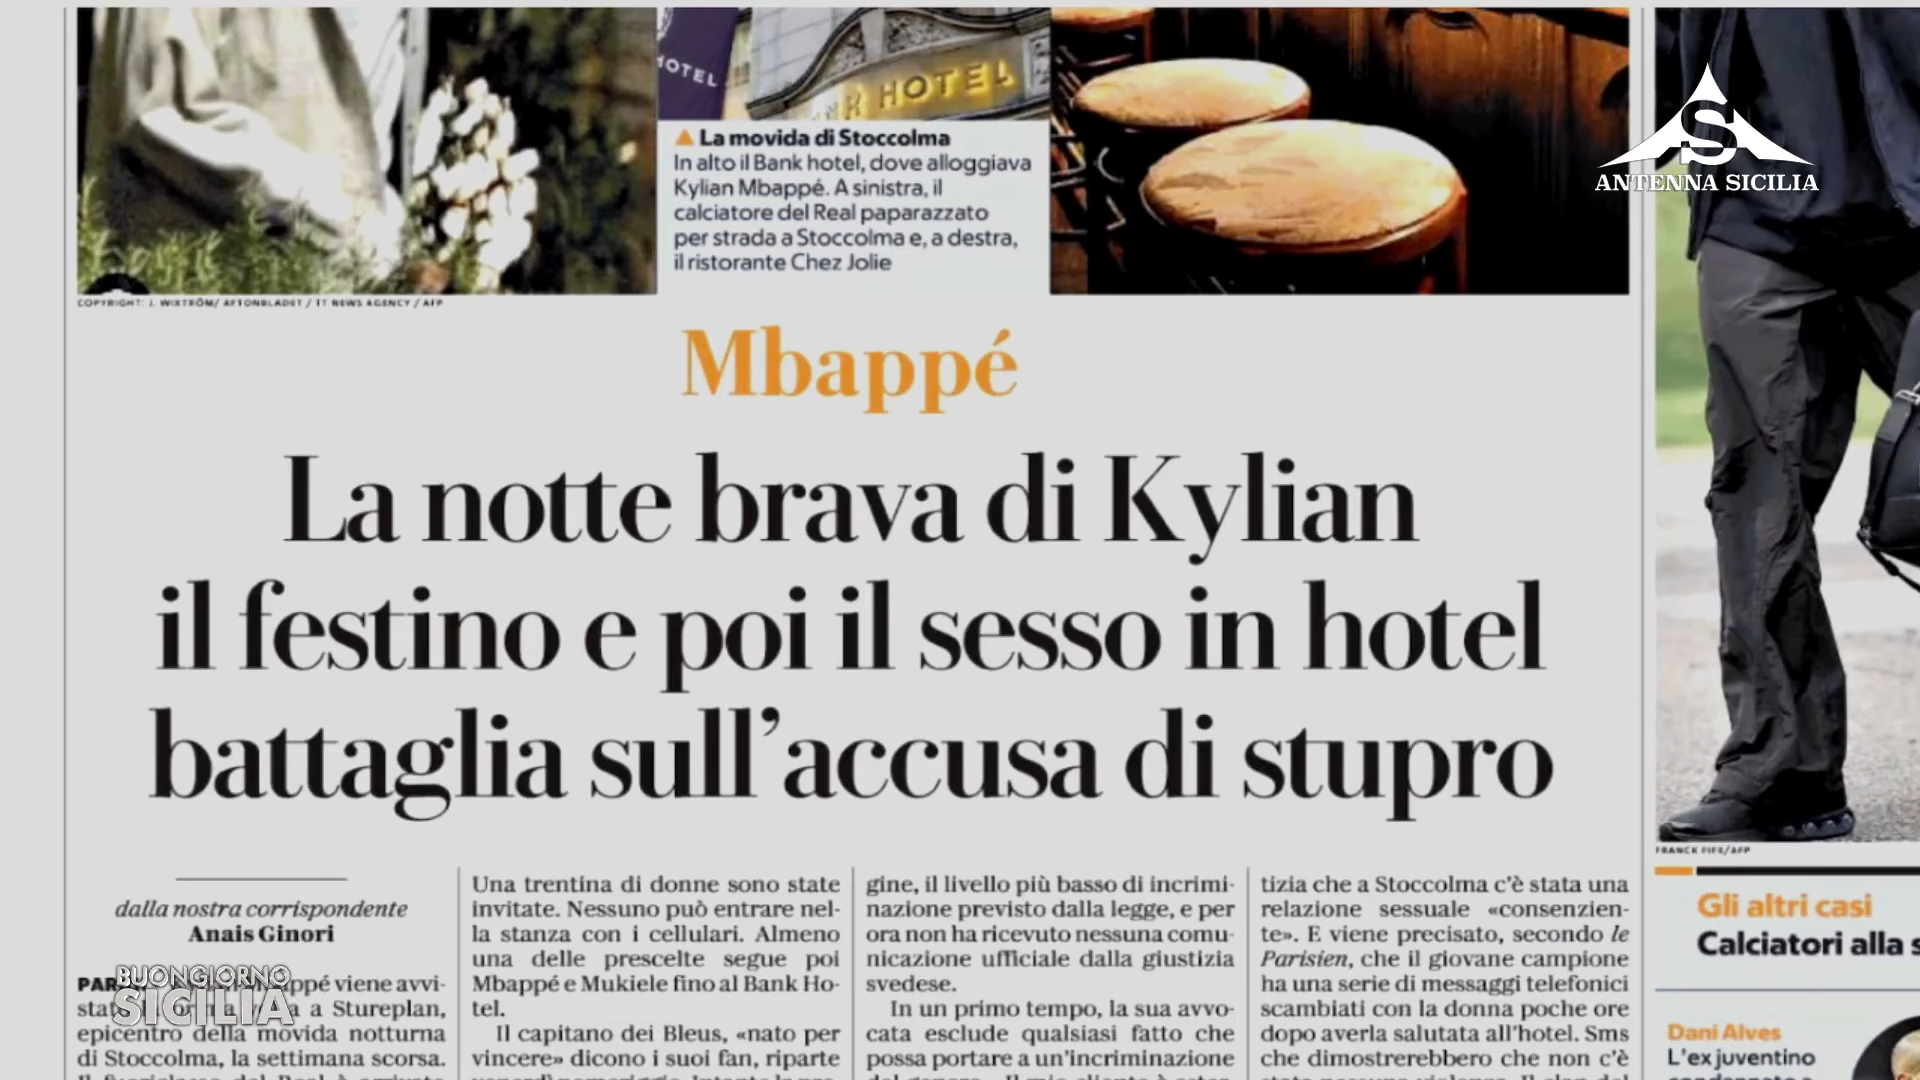 HOTEL
HOTEL
La movida di Stoccolma
In alto il Bank hotel, dove alloggiava
Kylian Mbappé. A sinistra, il
calciatore del Real paparazzato
per strada a Stoccolma e, a destra,
il ristorante Chez Jolie
S
ANTENNA SICILIA
COPYRIGHT: J. WIXTRÖM/ AFTONBLADET / TT NEWS AGENCY / AFP
Mbappé
La notte brava di Kylian
il festino e poi il sesso in hotel
battaglia sull'accusa di stupro
dalla nostra corrispondente
Anais Ginori
viene avvi-
a Stureplan,
epicentro della movida notturna
di Stoccolma, la settimana scorsa.
Una trentina di donne sono state
invitate. Nessuno può entrare nel-
la stanza con i cellulari. Almeno
una delle prescelte segue poi
Mbappé e Mukiele fino al Bank Ho-
tel.
Il capitano dei Bleus, «nato per
vincere» dicono i suoi fan, riparte
gine, il livello più basso di incrimi-
nazione previsto dalla legge, e per
ora non ha ricevuto nessuna comu-
nicazione ufficiale dalla giustizia
svedese.
In un primo tempo, la sua avvo-
cata esclude qualsiasi fatto che
possa portare a un'incriminazione
tizia che a Stoccolma c'è stata una
relazione sessuale «consenzien-
te». E viene precisato, secondo le
Parisien, che il giovane campione
ha una serie di messaggi telefonici
scambiati con la donna poche ore
dopo averla salutata all'hotel. Sms
che dimostrerebbero che non c'è
FRANCK FIFE/AFP
Gli altri casi
Calciatori alla s
Dani Alves
L'ex juventino
BUONGIORNO
SICILIA